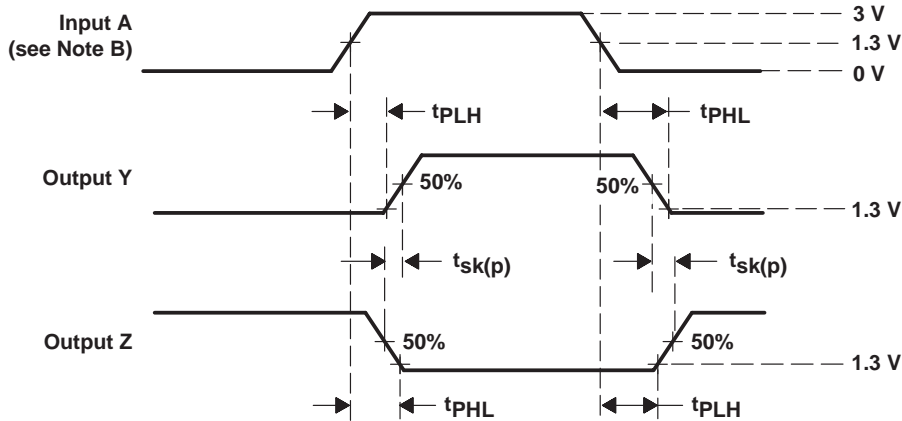 Input A
(see Note B)
3 V
1.3 V
0 V
tPLH
tPHL
Output Y
50%
50%
1.3 V
tsk(p)
tsk(p)
Output Z
50%
50%
1.3 V
tPHL
tPLH